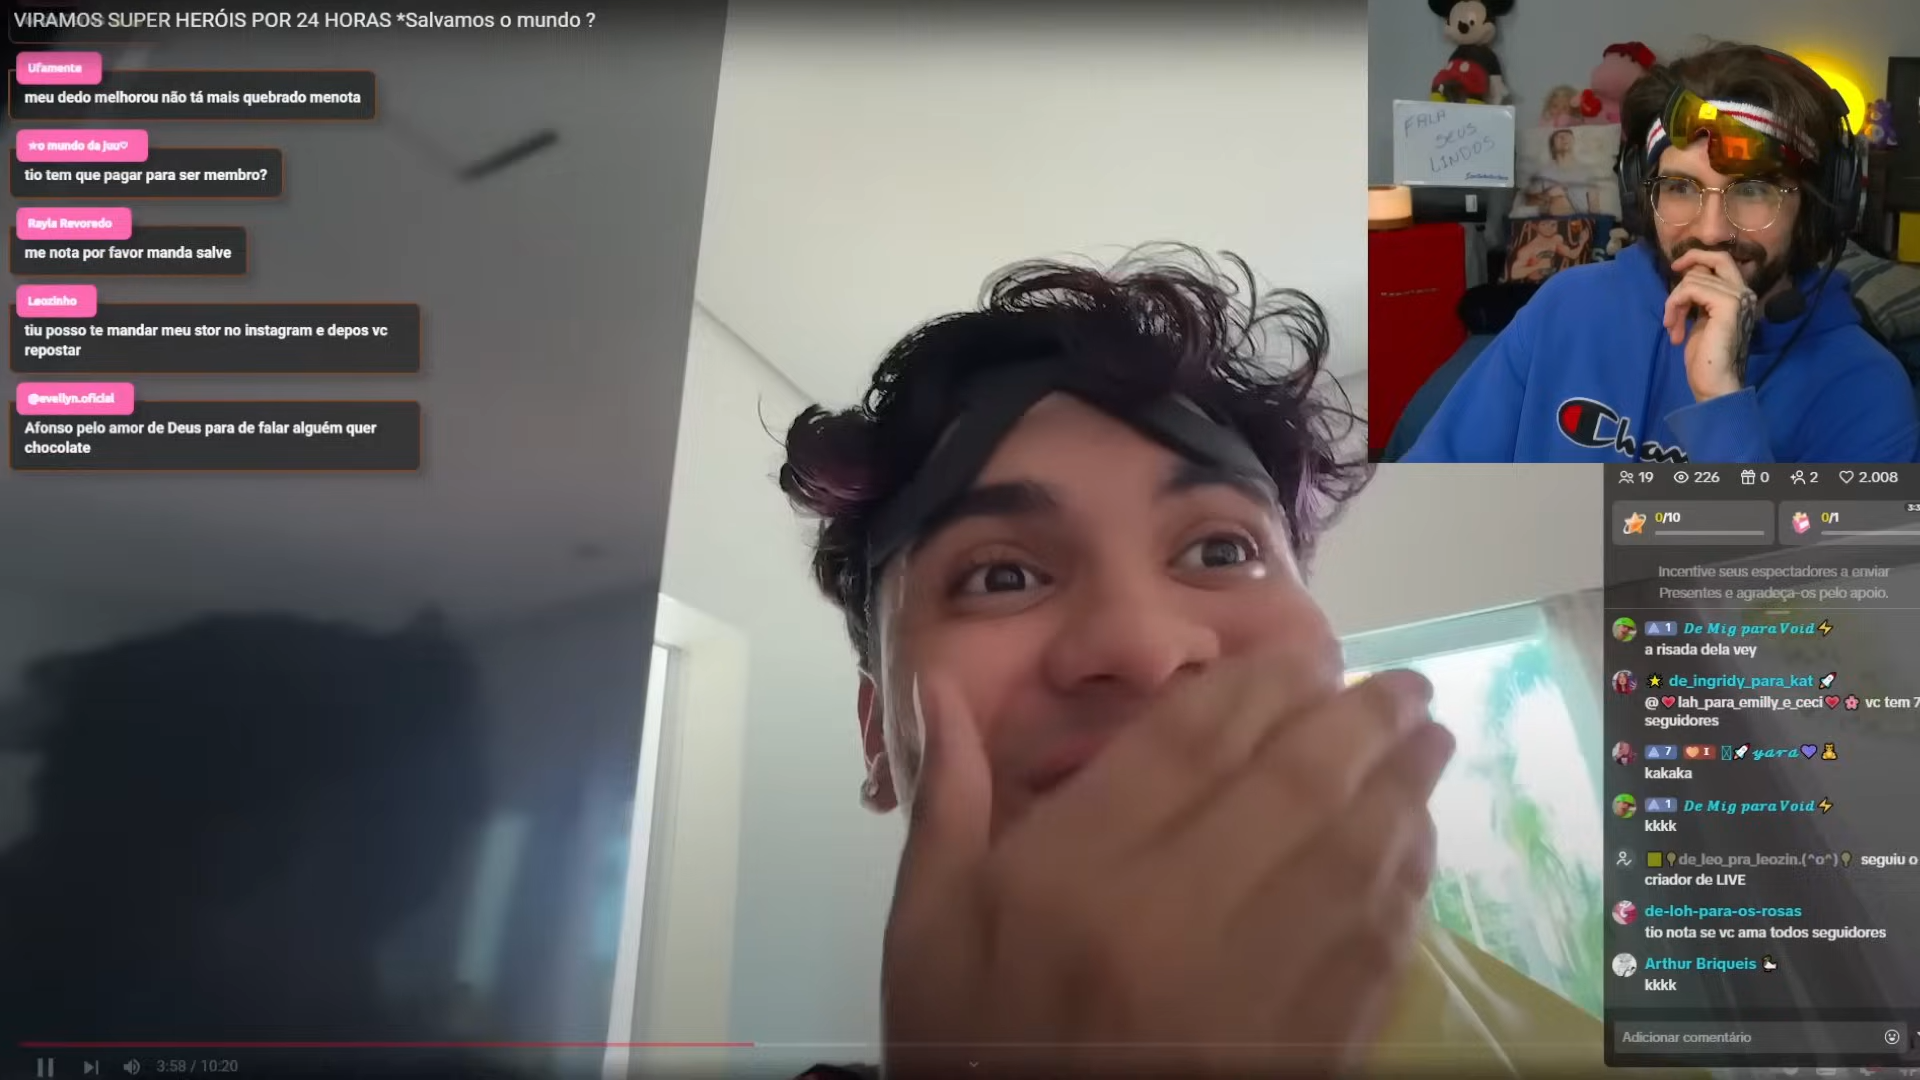 VIRAMOS SUPER HERÓIS POR 24 HORAS *Salvamos o mundo ?
Ufamente
meu dedo melhorou não tá mais quebrado menota
☆o mundo da juu♡
tio tem que pagar para ser membro?
Rayla Revoredo
me nota por favor manda salve
Leozinho
tiu posso te mandar meu stor no instagram e depos vc
repostar
@evellyn.oficial
Afonso pelo amor de Deus para de falar alguém quer
chocolate
FALA
SEUS
LINDOS
Cham
19 226 0 2 2.008
0/10 0/1
Incentive seus espectadores a enviar
Presentes e agradeça-os pelo apoio.
1 De Mig para Void⚡
a risada dela vey
de_ingridy_para_kat 🚀
@❤️lah_para_emilly_e_ceci❤️🌸 vc tem 7
seguidores
7 I 🚀 yara💜🧸
kakaka
1 De Mig para Void⚡
kkkk
de_leo_pra_leozin.(^o^) seguiu o
criador de LIVE
de-loh-para-os-rosas
tio nota se vc ama todos seguidores
Arthur Briqueis
kkkk
Adicionar comentário
3:58 / 10:20